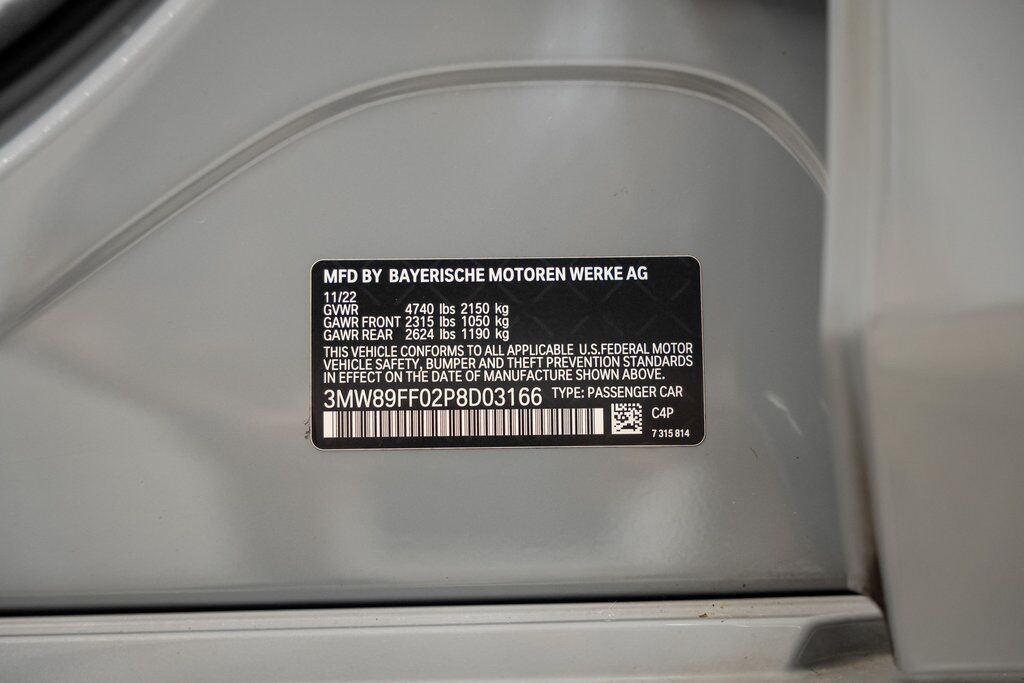 MFD BY BAYERISCHE MOTOREN WERKE AG
11/22
GVWR 4740 lbs 2150 kg
GAWR FRONT 2315 lbs 1050 kg
GAWR REAR 2624 lbs 1190 kg
THIS VEHICLE CONFORMS TO ALL APPLICABLE U.S.FEDERAL MOTOR
VEHICLE SAFETY, BUMPER AND THEFT PREVENTION STANDARDS
IN EFFECT ON THE DATE OF MANUFACTURE SHOWN ABOVE.
3MW89FF02P8D03166 TYPE: PASSENGER CAR
C4P
7 315 814